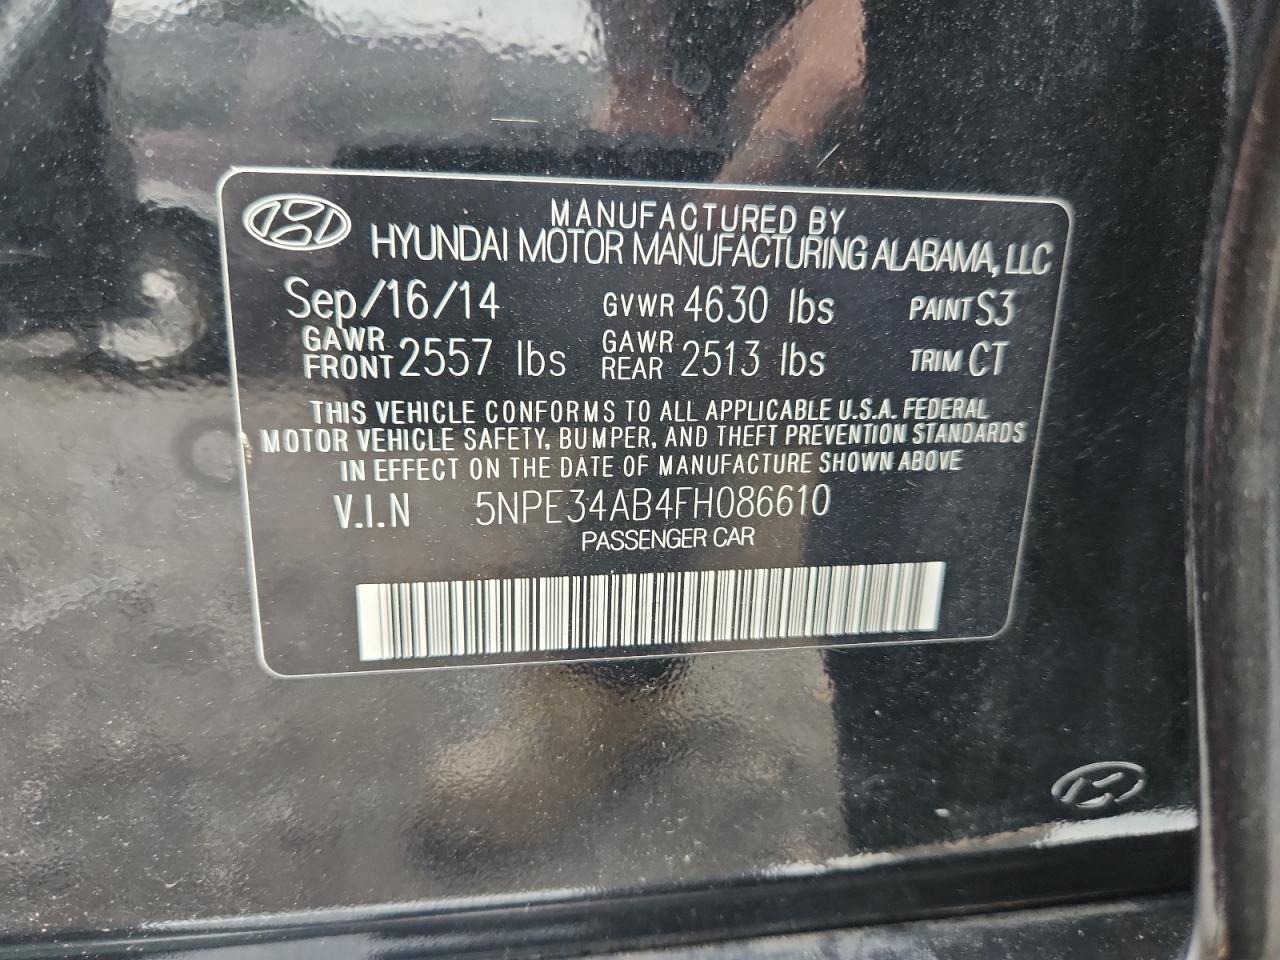 MANUFACTURED BY
HYUNDAI MOTOR MANUFACTURING ALABAMA, LLC
Sep/16/14 GVWR 4630 lbs PAINT S3
GAWR FRONT 2557 lbs GAWR REAR 2513 lbs TRIM CT
THIS VEHICLE CONFORMS TO ALL APPLICABLE U.S.A. FEDERAL
MOTOR VEHICLE SAFETY, BUMPER, AND THEFT PREVENTION STANDARDS
IN EFFECT ON THE DATE OF MANUFACTURE SHOWN ABOVE
V.I.N 5NPE34AB4FH086610
PASSENGER CAR